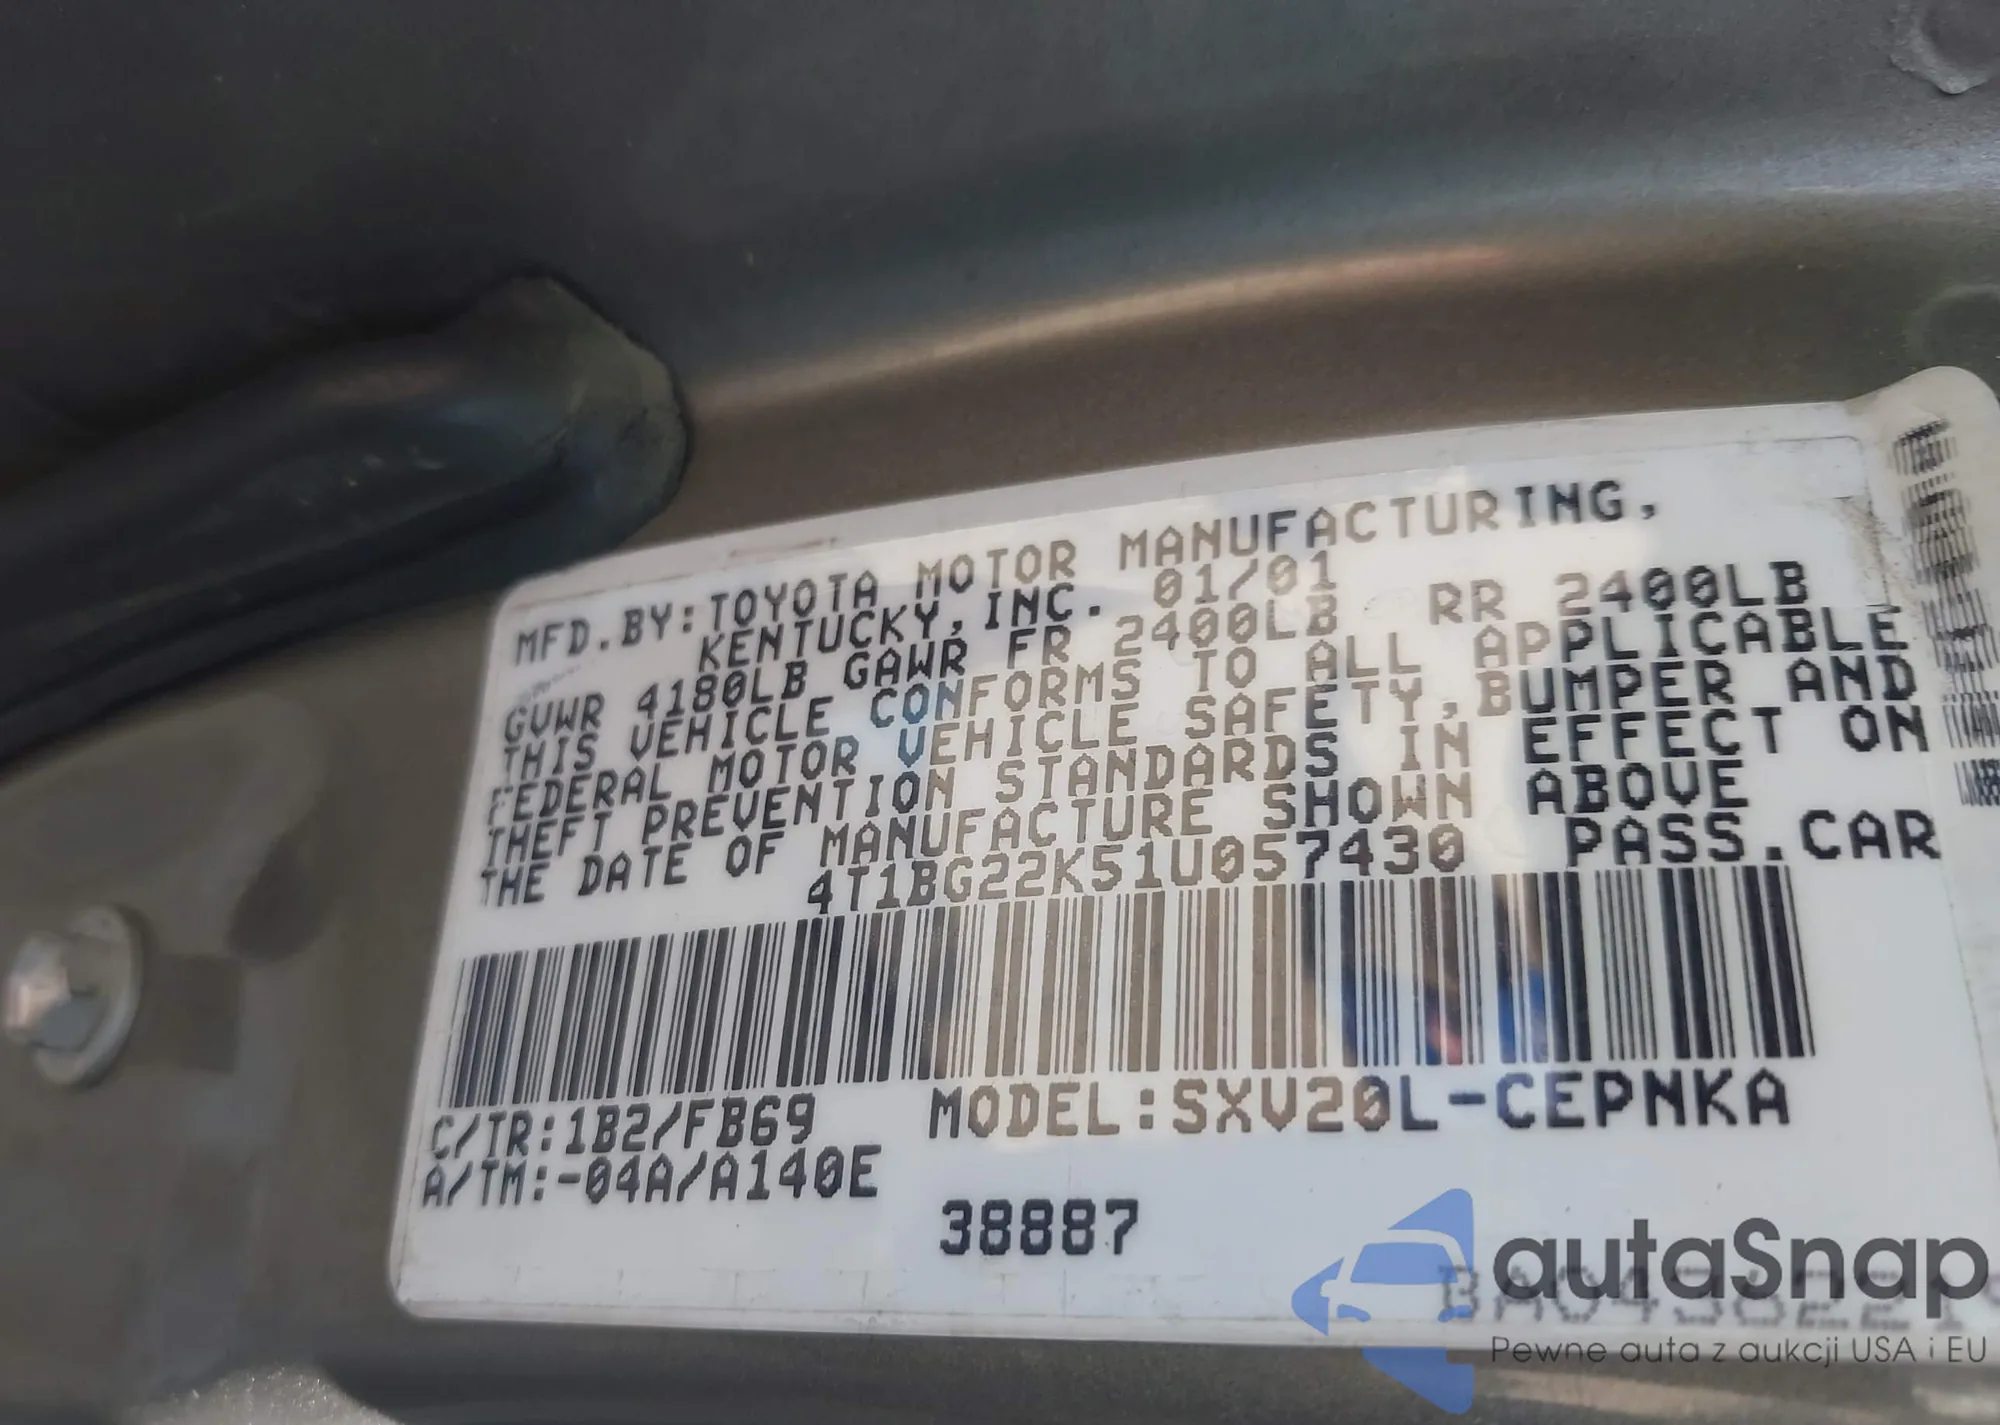 MFD.BY:TOYOTA MOTOR MANUFACTURING,
KENTUCKY,INC. 01/01
GVWR 4180LB GAWR FR 2400LB RR 2400LB
THIS VEHICLE CONFORMS TO ALL APPLICABLE
FEDERAL MOTOR VEHICLE SAFETY,BUMPER AND
THEFT PREVENTION STANDARDS IN EFFECT ON
THE DATE OF MANUFACTURE SHOWN ABOVE
4T1BG22K51U057430 PASS.CAR
C/TR:1B2/FB69 MODEL:SXV20L-CEPNKA
A/TM:-04A/A140E
38887
autaSnap
Pewne auta z aukcji USA i EU